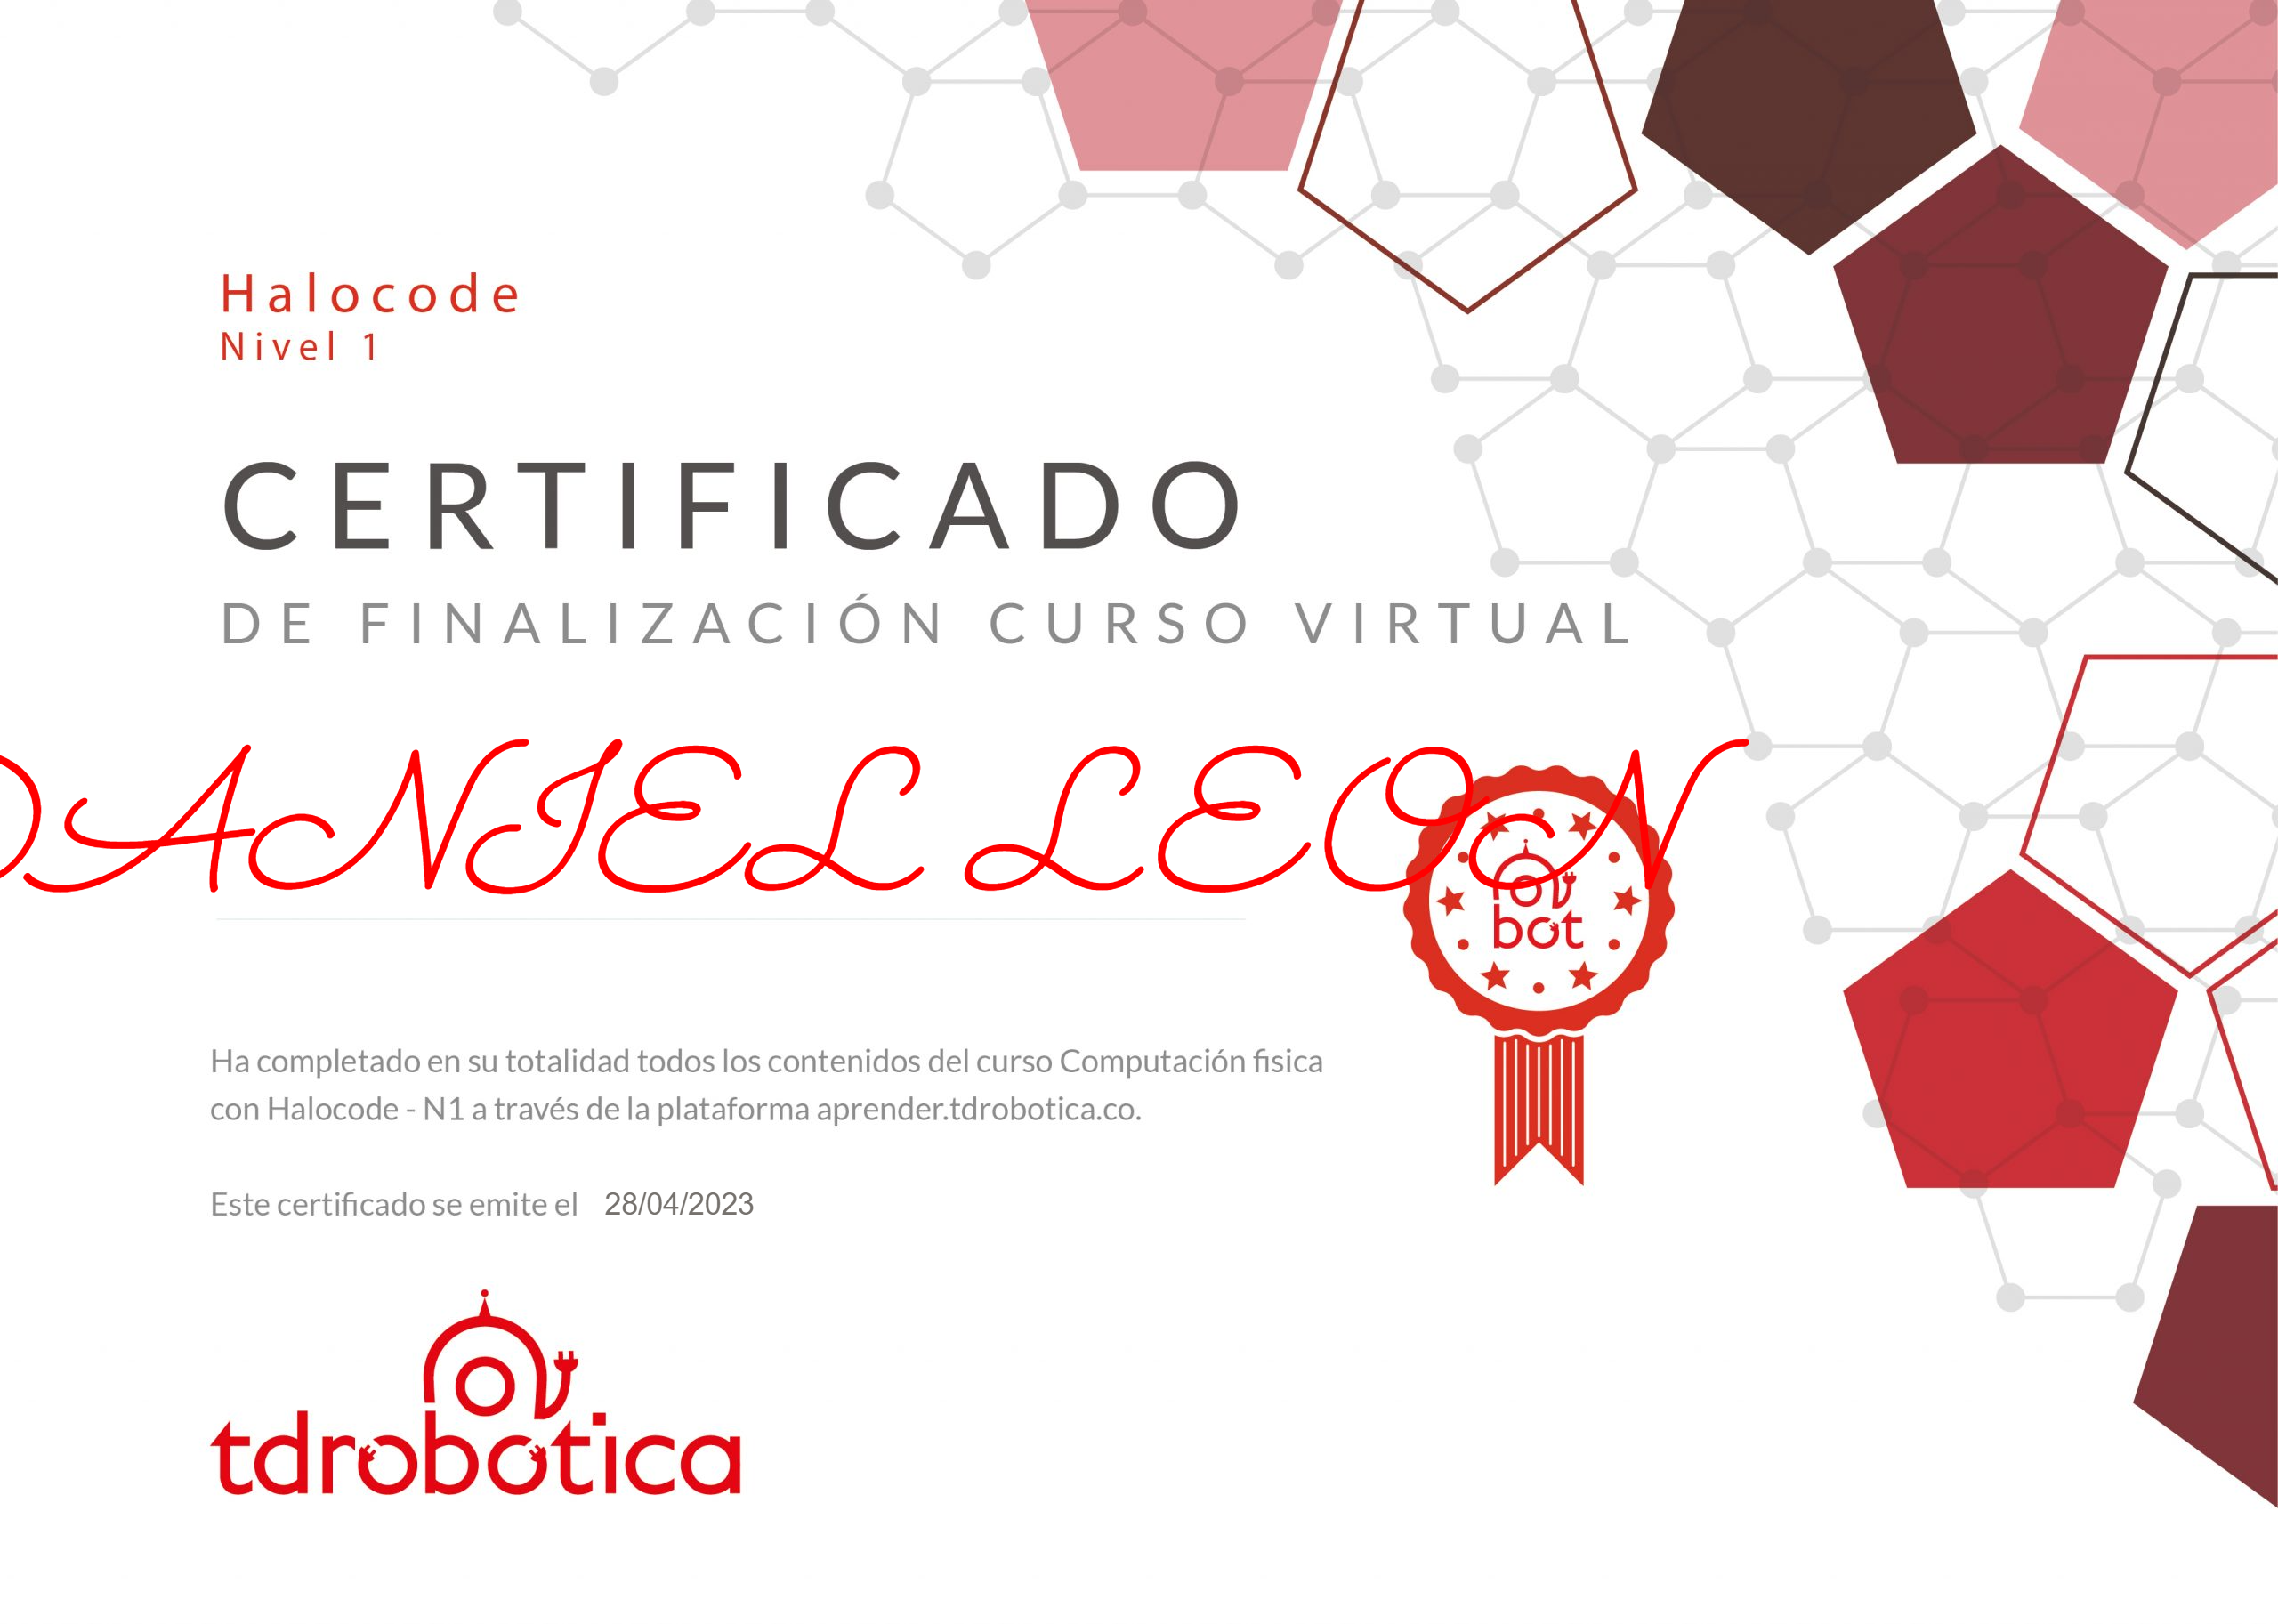 Halocode
Nivel 1
CERTIFICADO
DE FINALIZACIÓN CURSO VIRTUAL
DANIEL LEON
bot
Ha completado en su totalidad todos los contenidos del curso Computación fisica
con Halocode - N1 a través de la plataforma aprender.tdrobotica.co.
Este certificado se emite el 28/04/2023
tdrobotica